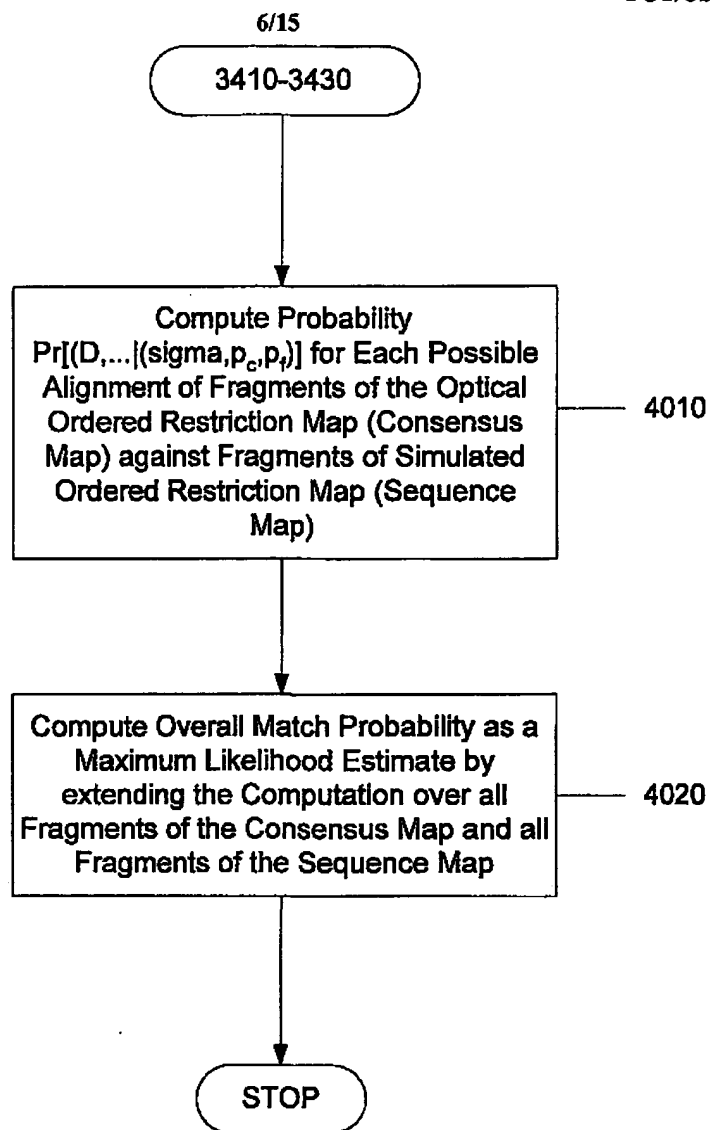 6/15
3410-3430
Compute Probability
Pr[(D,...|(sigma,p_c,p_f)] for Each Possible
Alignment of Fragments of the Optical
Ordered Restriction Map (Consensus
Map) against Fragments of Simulated
Ordered Restriction Map (Sequence
Map)
4010
Compute Overall Match Probability as a
Maximum Likelihood Estimate by
extending the Computation over all
Fragments of the Consensus Map and all
Fragments of the Sequence Map
4020
STOP